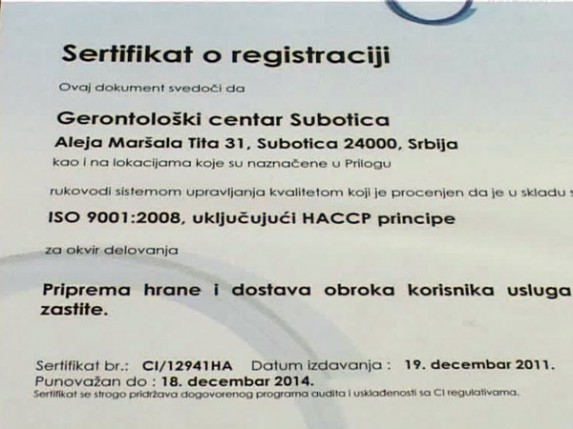 Sertifikat o registraciji
Ovaj dokument svedoči da
Gerontološki centar Subotica
Aleja Maršala Tita 31, Subotica 24000, Srbija
kao i na lokacijama koje su naznačene u Prilogu
rukovodi sistemom upravljanja kvalitetom koji je procenjen da je u skladu s
ISO 9001:2008, uključujući HACCP principe
za okvir delovanja
Priprema hrane i dostava obroka korisnika usluga
zastite.
Sertifikat br.: CI/12941HA Datum izdavanja : 19. decembar 2011.
Punovažan do : 18. decembar 2014.
Sertifikat se strogo pridržava dogovorenog programa audita i usklađenosti sa CI regulativama.